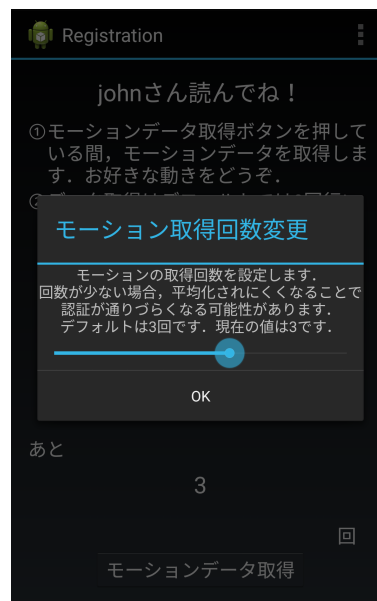 Registration
johnさん読んでね！
①モーションデータ取得ボタンを押して
いる間，モーションデータを取得しま
す．お好きな動きをどうぞ．
モーション取得回数変更
モーションの取得回数を設定します．
回数が少ない場合，平均化されにくくなることで
認証が通りづらくなる可能性があります．
デフォルトは3回です．現在の値は3です．
OK
あと
3
回
モーションデータ取得